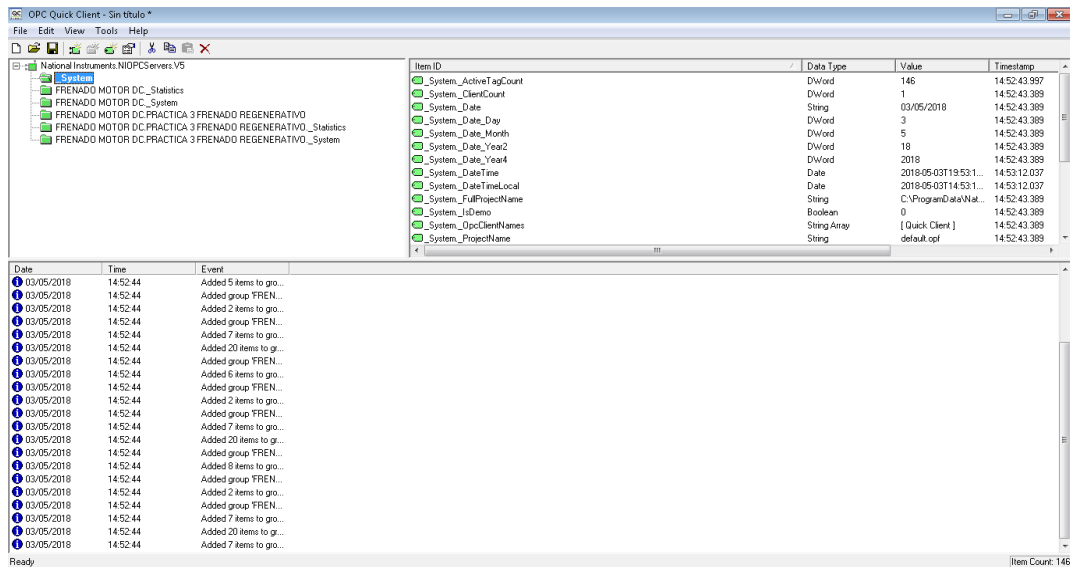 OPC Quick Client - Sin título *
File Edit View Tools Help
National Instruments.NIOPCServers.V5
_System
FRENADO MOTOR DC._Statistics
FRENADO MOTOR DC._System
FRENADO MOTOR DC.PRACTICA 3 FRENADO REGENERATIVO
FRENADO MOTOR DC.PRACTICA 3 FRENADO REGENERATIVO._Statistics
FRENADO MOTOR DC.PRACTICA 3 FRENADO REGENERATIVO._System
Item ID Data Type Value Timestamp
_System._ActiveTagCount DWord 146 14:52:43.997
_System._ClientCount DWord 1 14:52:43.389
_System._Date String 03/05/2018 14:52:43.389
_System._Date_Day DWord 3 14:52:43.389
_System._Date_Month DWord 5 14:52:43.389
_System._Date_Year2 DWord 18 14:52:43.389
_System._Date_Year4 DWord 2018 14:52:43.389
_System._DateTime Date 2018-05-03T19:53:1... 14:53:12.037
_System._DateTimeLocal Date 2018-05-03T14:53:1... 14:53:12.037
_System._FullProjectName String C:\ProgramData\Nat... 14:52:43.389
_System._IsDemo Boolean 0 14:52:43.389
_System._OpcClientNames String Array [ Quick Client ] 14:52:43.389
_System._ProjectName String default.opf 14:52:43.389
Date Time Event
03/05/2018 14:52:44 Added 5 items to gro...
03/05/2018 14:52:44 Added group 'FREN...
03/05/2018 14:52:44 Added 2 items to gro...
03/05/2018 14:52:44 Added group 'FREN...
03/05/2018 14:52:44 Added 7 items to gro...
03/05/2018 14:52:44 Added 20 items to gr...
03/05/2018 14:52:44 Added group 'FREN...
03/05/2018 14:52:44 Added 6 items to gro...
03/05/2018 14:52:44 Added group 'FREN...
03/05/2018 14:52:44 Added 2 items to gro...
03/05/2018 14:52:44 Added group 'FREN...
03/05/2018 14:52:44 Added 7 items to gro...
03/05/2018 14:52:44 Added 20 items to gr...
03/05/2018 14:52:44 Added group 'FREN...
03/05/2018 14:52:44 Added 8 items to gro...
03/05/2018 14:52:44 Added group 'FREN...
03/05/2018 14:52:44 Added 2 items to gro...
03/05/2018 14:52:44 Added group 'FREN...
03/05/2018 14:52:44 Added 7 items to gro...
03/05/2018 14:52:44 Added 20 items to gr...
03/05/2018 14:52:44 Added 7 items to gro...
Ready Item Count: 146